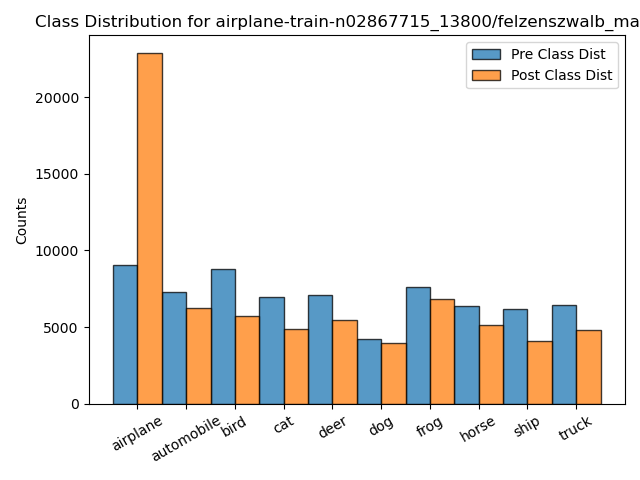 Class Distribution for airplane-train-n02867715_13800/felzenszwalb_ma
Pre Class Dist
Post Class Dist
Counts
20000
15000
10000
5000
0
airplane
automobile
bird
cat
deer
dog
frog
horse
ship
truck